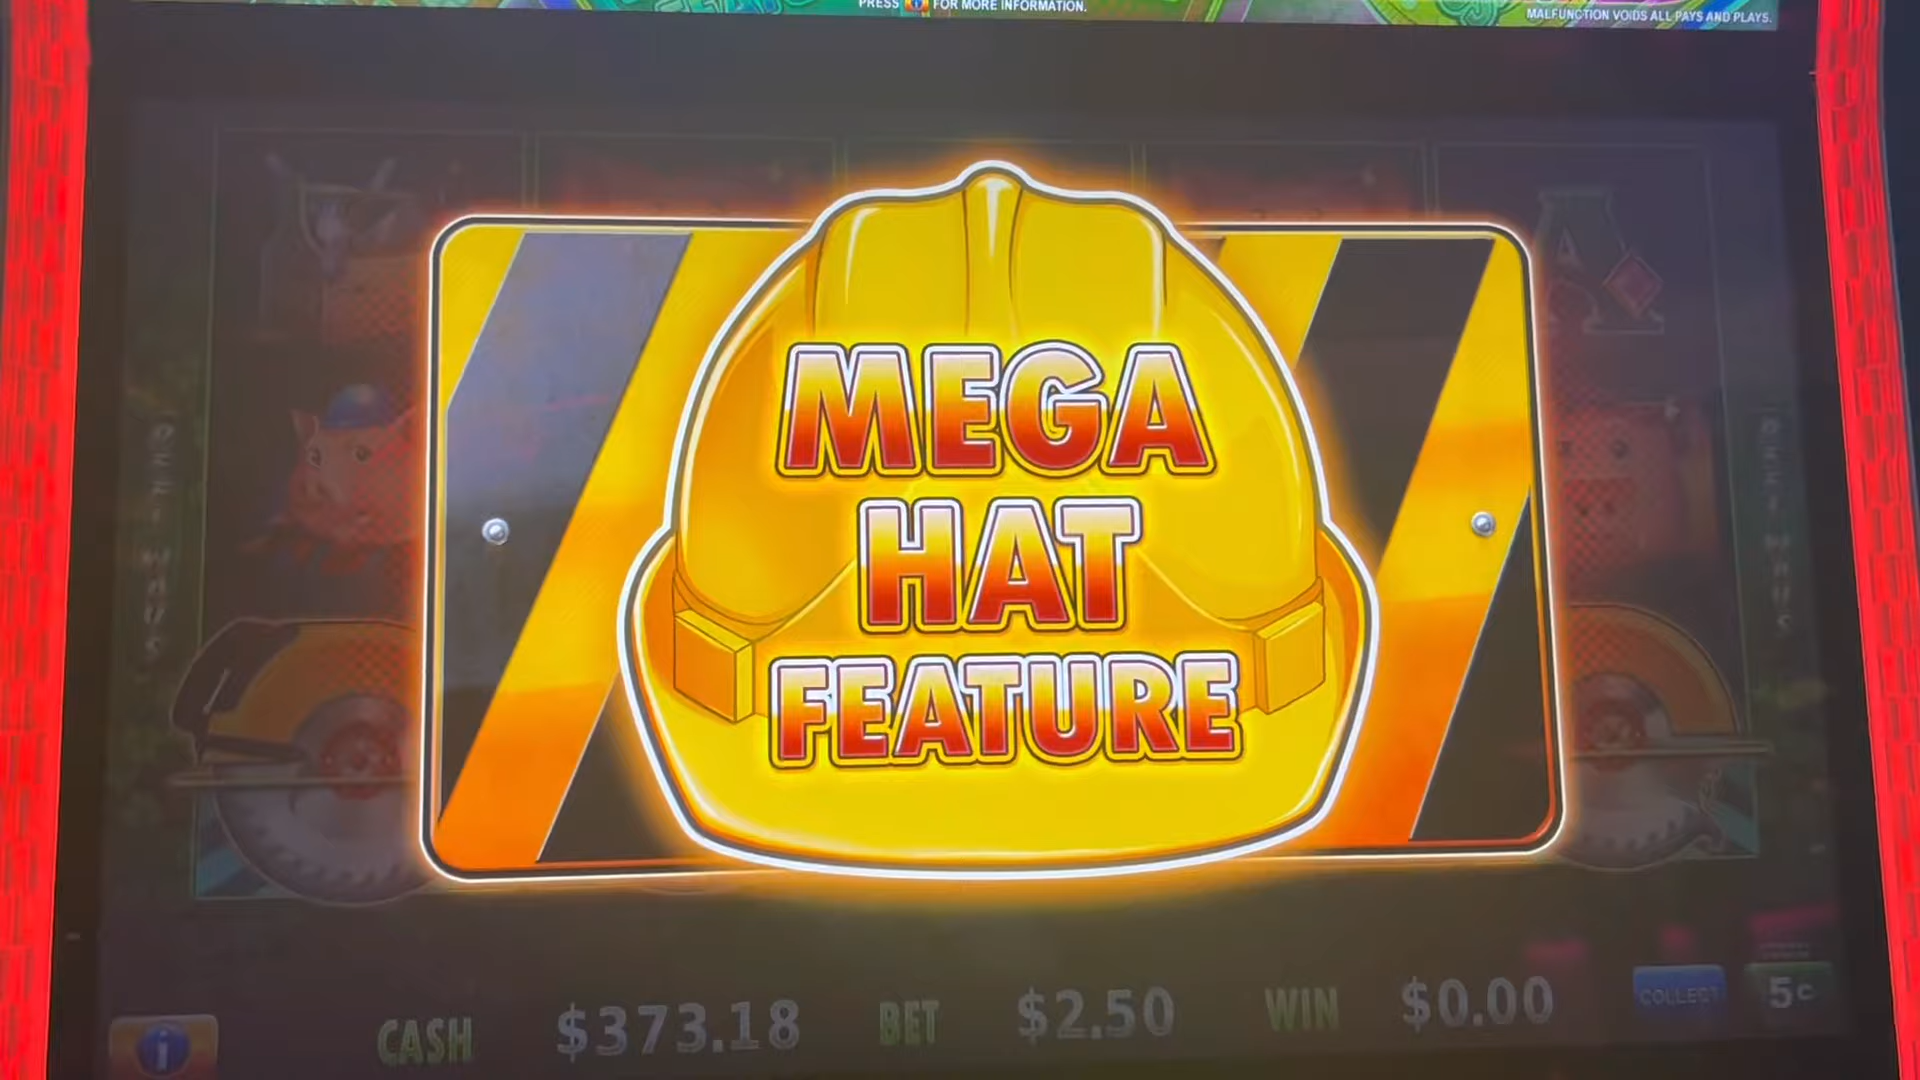 PRESS i FOR MORE INFORMATION.
MALFUNCTION VOIDS ALL PAYS AND PLAYS.
MEGA
HAT
FEATURE
A
CASH $373.18 BET $2.50 WIN $0.00 COLLECT 5¢
i